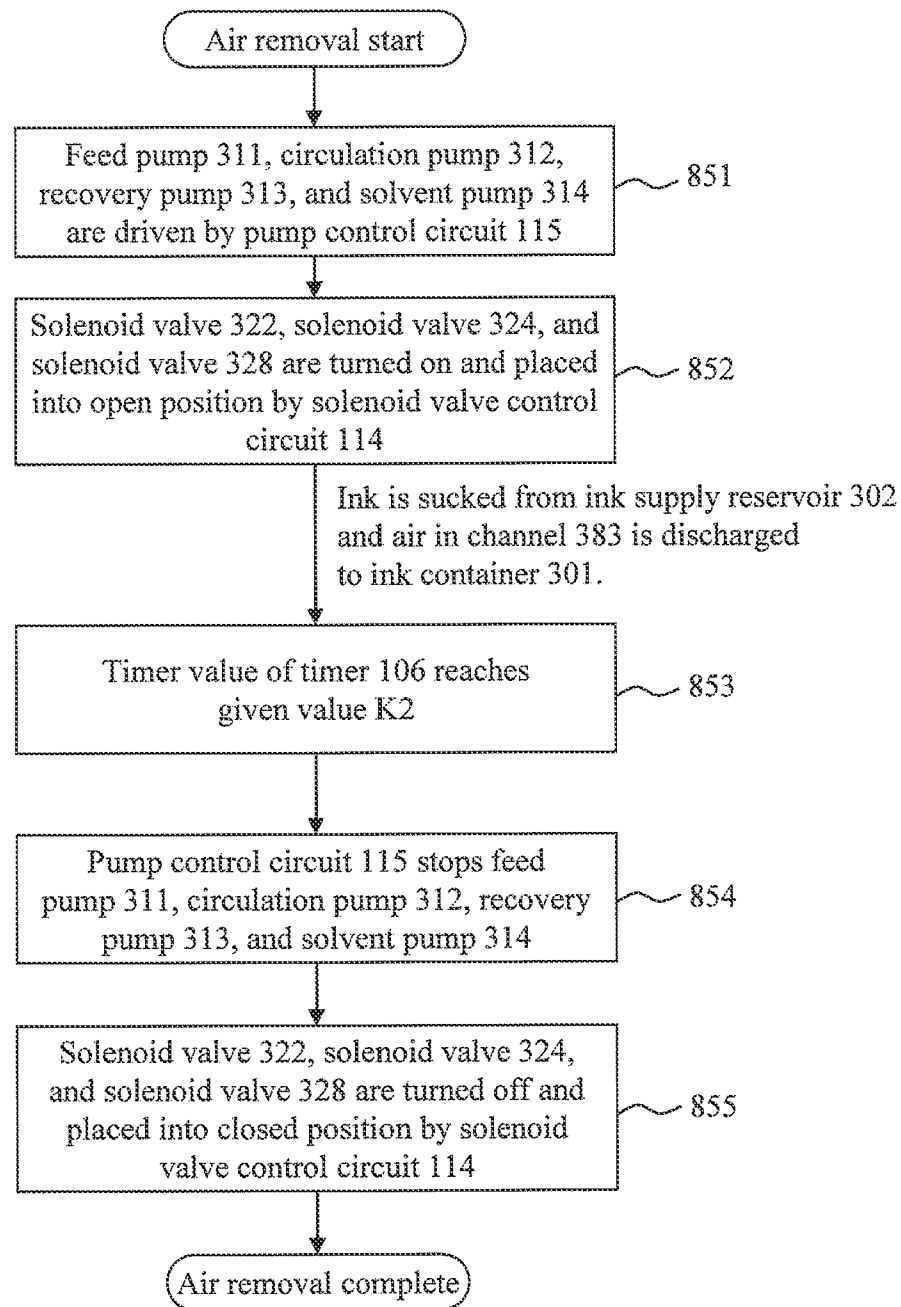 Air removal start
Feed pump 311, circulation pump 312,
recovery pump 313, and solvent pump 314
are driven by pump control circuit 115
851
Solenoid valve 322, solenoid valve 324, and
solenoid valve 328 are turned on and placed
into open position by solenoid valve control
circuit 114
852
Ink is sucked from ink supply reservoir 302
and air in channel 383 is discharged
to ink container 301.
Timer value of timer 106 reaches
given value K2
853
Pump control circuit 115 stops feed
pump 311, circulation pump 312, recovery
pump 313, and solvent pump 314
854
Solenoid valve 322, solenoid valve 324,
and solenoid valve 328 are turned off and
placed into closed position by solenoid
valve control circuit 114
855
Air removal complete